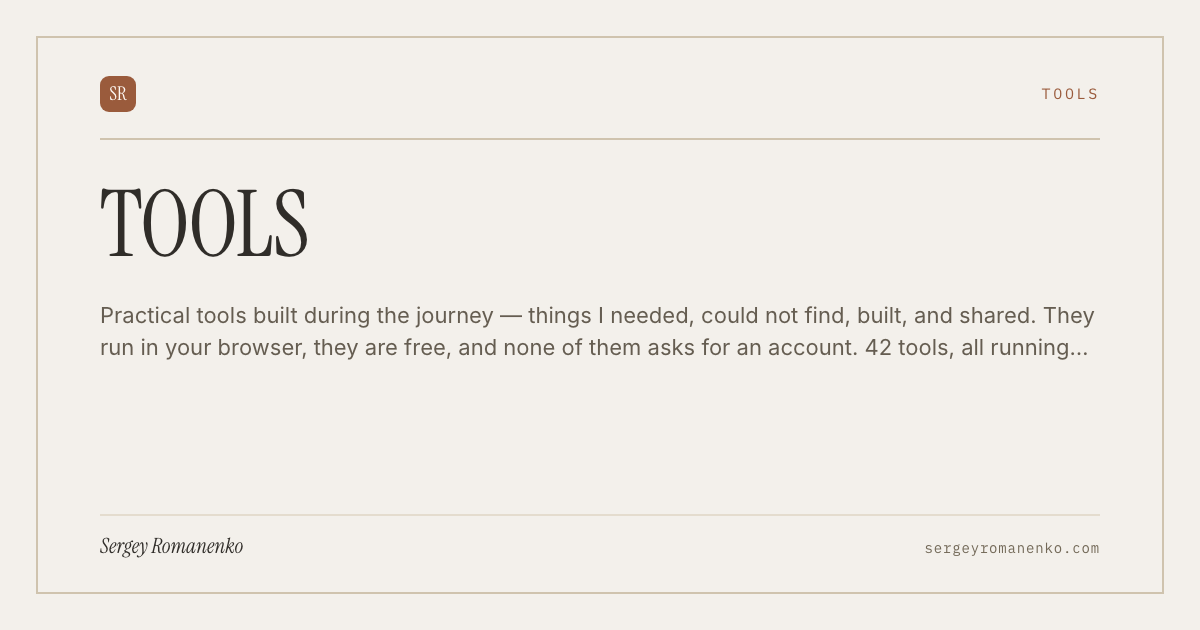 SR
TOOLS
TOOLS
Practical tools built during the journey — things I needed, could not find, built, and shared. They
run in your browser, they are free, and none of them asks for an account. 42 tools, all running...
Sergey Romanenko
sergeyromanenko.com